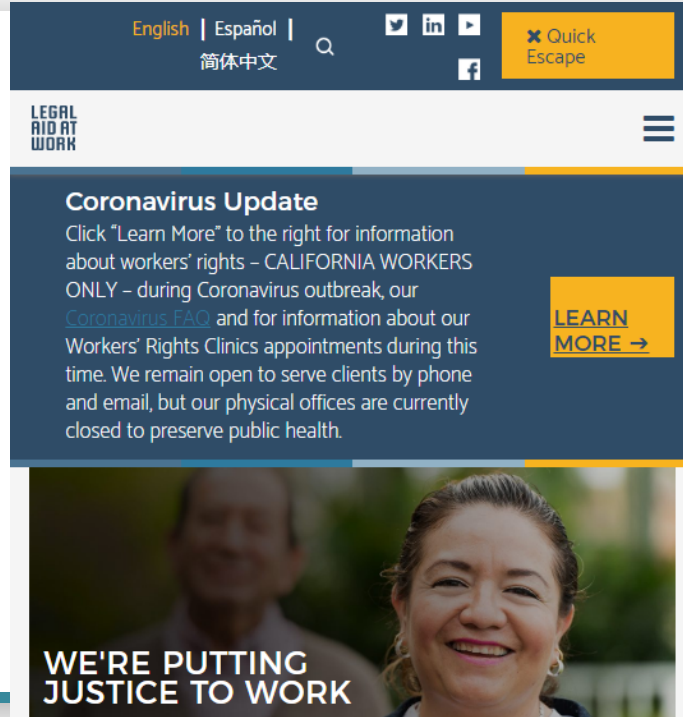 English | Español |
简体中文
✖ Quick
Escape
LEGAL
AID AT
WORK
Coronavirus Update
Click “Learn More” to the right for information
about workers’ rights – CALIFORNIA WORKERS
ONLY – during Coronavirus outbreak, our
Coronavirus FAQ and for information about our
Workers’ Rights Clinics appointments during this
time. We remain open to serve clients by phone
and email, but our physical offices are currently
closed to preserve public health.
LEARN
MORE →
WE'RE PUTTING
JUSTICE TO WORK